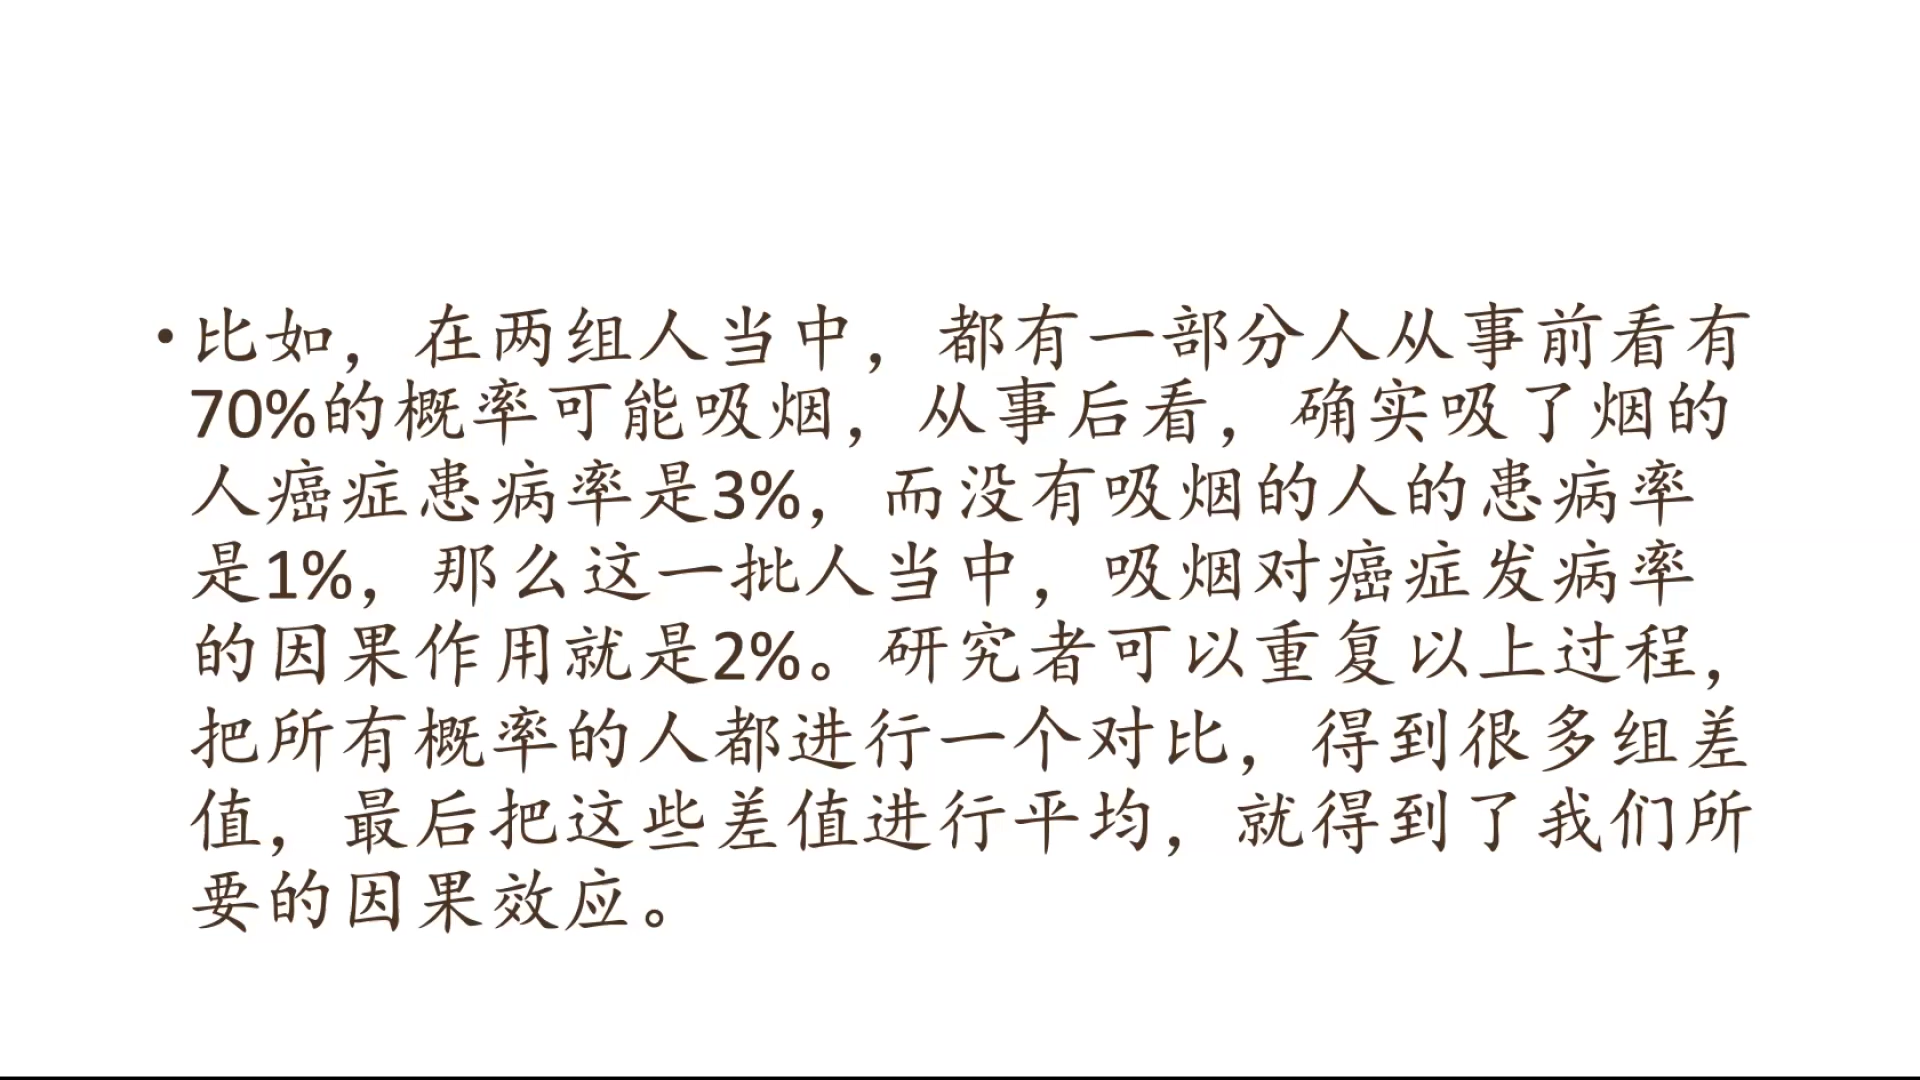 • 比如，在两组人当中，都有一部分人从事前看有
70%的概率可能吸烟，从事后看，确实吸了烟的
人癌症患病率是3%，而没有吸烟的人的患病率
是1%，那么这一批人当中，吸烟对癌症发病率
的因果作用就是2%。研究者可以重复以上过程，
把所有概率的人都进行一个对比，得到很多组差
值，最后把这些差值进行平均，就得到了我们所
要的因果效应。